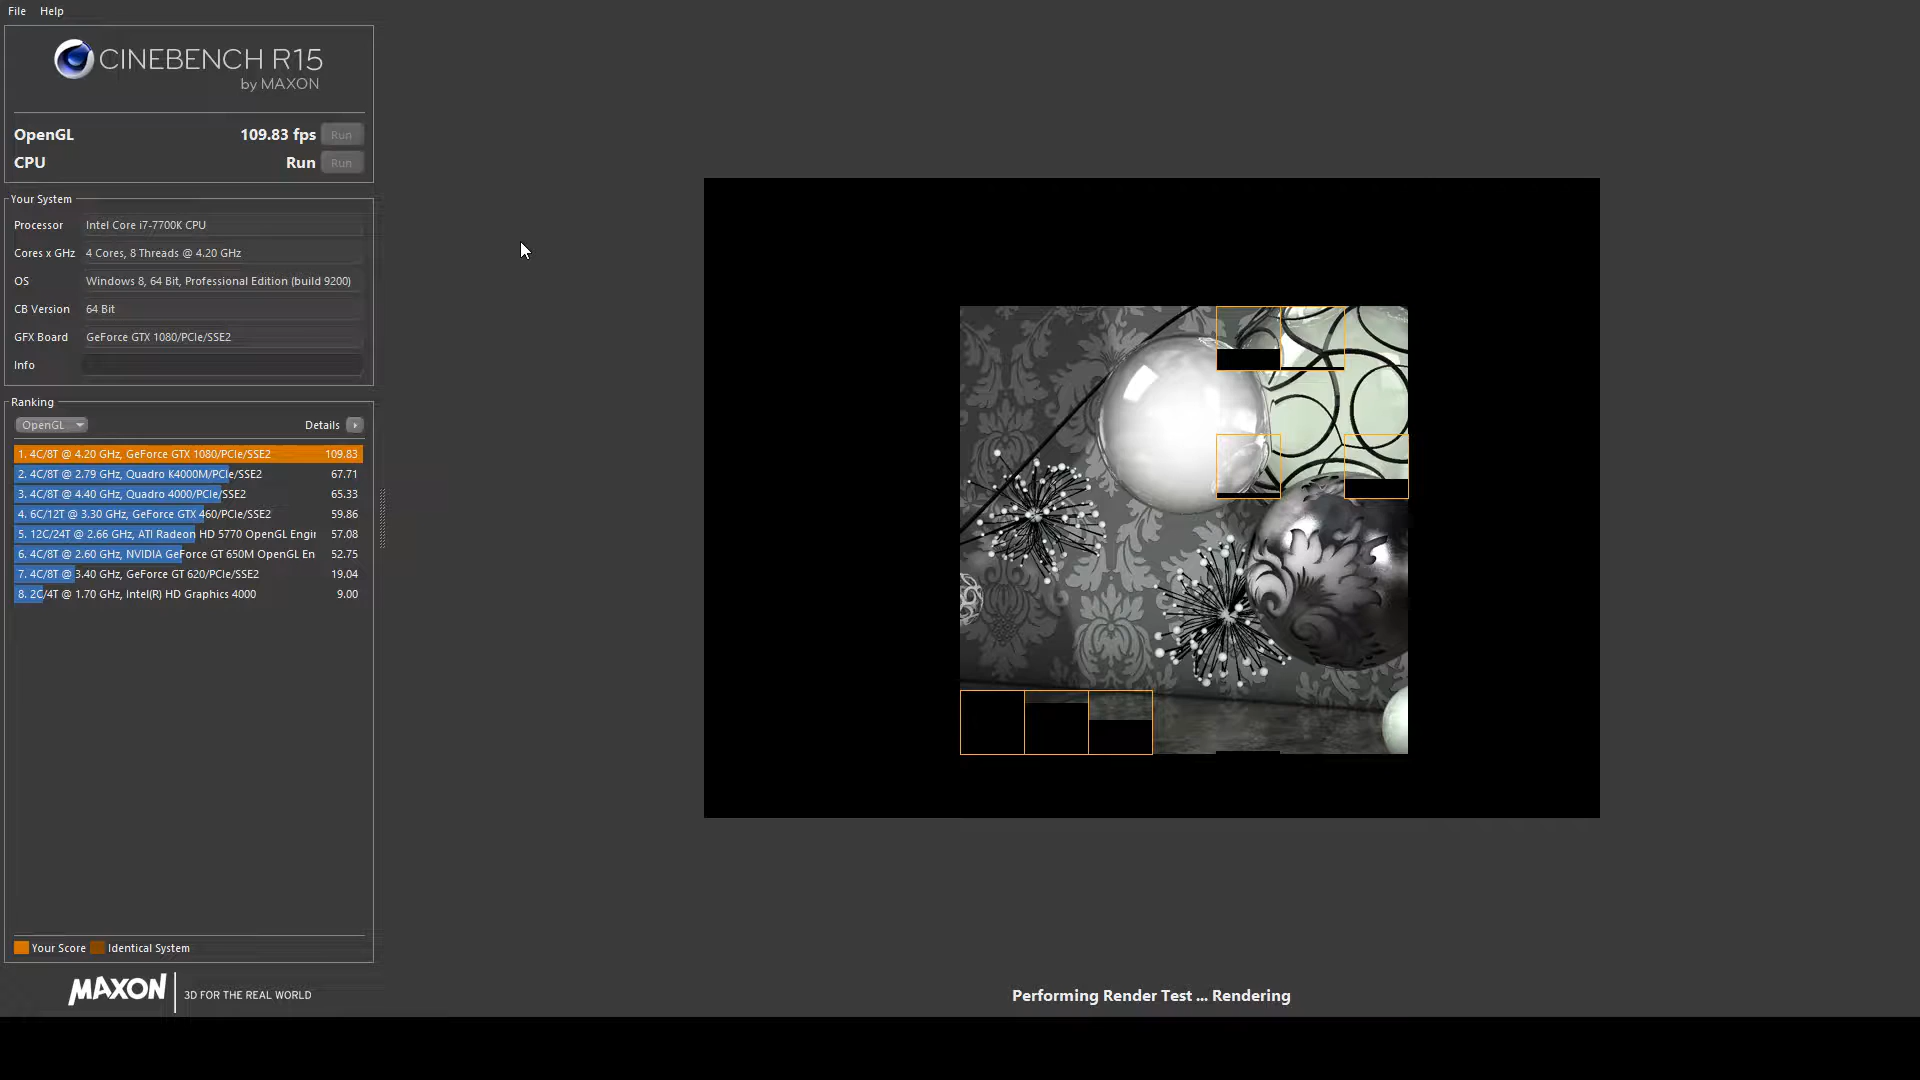 File Help
CINEBENCH R15
by MAXON
OpenGL 109.83 fps Run
CPU Run Run
Your System
Processor Intel Core i7-7700K CPU
Cores x GHz 4 Cores, 8 Threads @ 4.20 GHz
OS Windows 8, 64 Bit, Professional Edition (build 9200)
CB Version 64 Bit
GFX Board GeForce GTX 1080/PCIe/SSE2
Info
Ranking
OpenGL Details
1. 4C/8T @ 4.20 GHz, GeForce GTX 1080/PCIe/SSE2 109.83
2. 4C/8T @ 2.79 GHz, Quadro K4000M/PCIe/SSE2 67.71
3. 4C/8T @ 4.40 GHz, Quadro 4000/PCIe/SSE2 65.33
4. 6C/12T @ 3.30 GHz, GeForce GTX 460/PCIe/SSE2 59.86
5. 12C/24T @ 2.66 GHz, ATI Radeon HD 5770 OpenGL Engir 57.08
6. 4C/8T @ 2.60 GHz, NVIDIA GeForce GT 650M OpenGL En 52.75
7. 4C/8T @ 3.40 GHz, GeForce GT 620/PCIe/SSE2 19.04
8. 2C/4T @ 1.70 GHz, Intel(R) HD Graphics 4000 9.00
Your Score Identical System
MAXON 3D FOR THE REAL WORLD
Performing Render Test ... Rendering